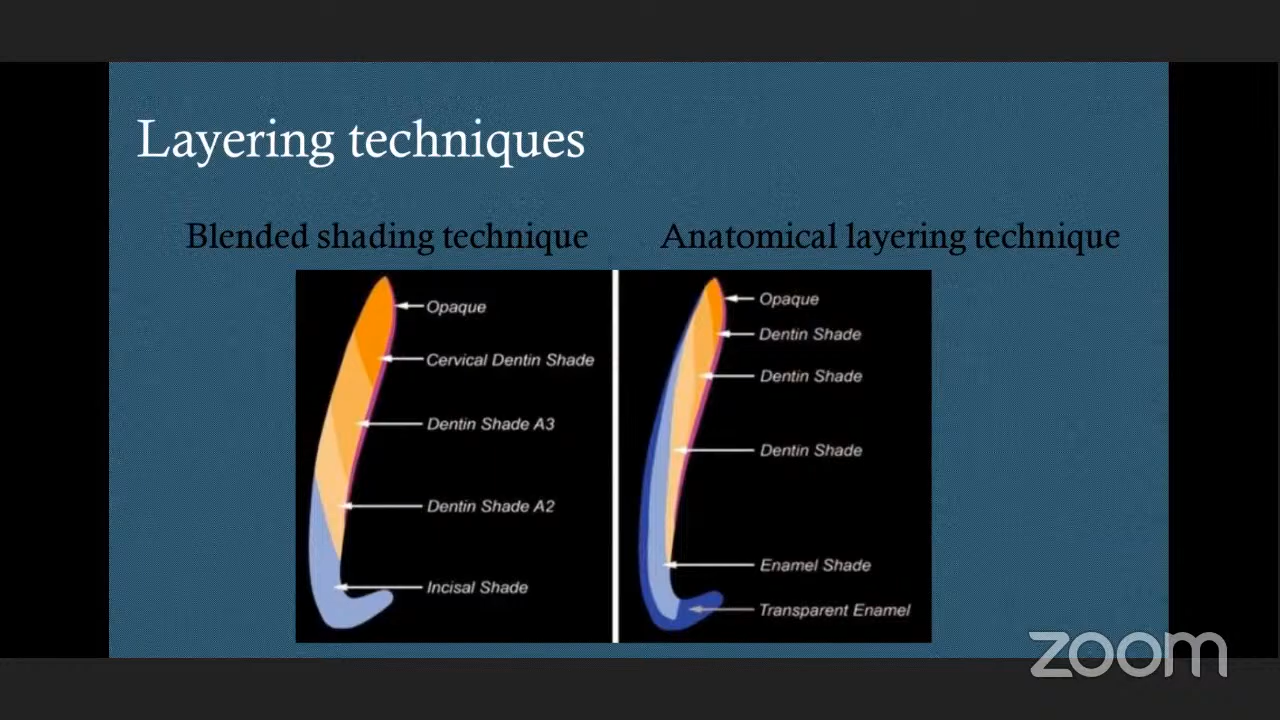 Layering techniques
Blended shading technique
Anatomical layering technique
Opaque
Cervical Dentin Shade
Dentin Shade A3
Dentin Shade A2
Incisal Shade
Opaque
Dentin Shade
Dentin Shade
Dentin Shade
Enamel Shade
Transparent Enamel
zoom